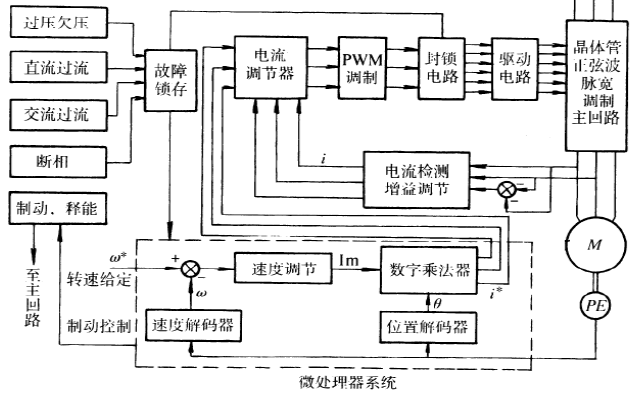 过压欠压
直流过流
交流过流
断相
故障
锁存
电流
调节器
PWM
调制
封锁
电路
驱动
电路
晶体管
正弦波
脉宽
调制
主回路
i
电流检测
增益调节
−
−
制动、释能
至
主
回
路
ω*
转速给定
+
−
ω
速度调节
Im
数字乘法器
i*
θ
速度解码器
位置解码器
制动控制
M
PE
微处理器系统